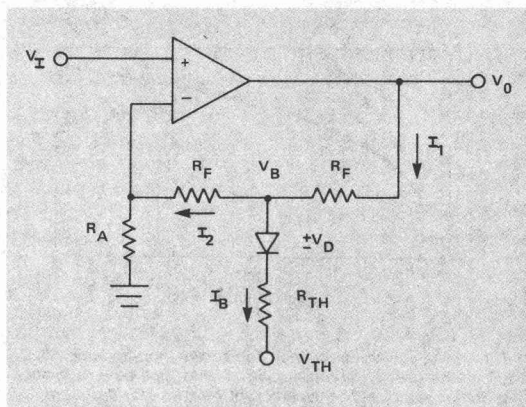 V_I
+
−
V_0
I_1
R_F
V_B
R_F
I_2
R_A
+
−
V_D
I_B
R_TH
V_TH